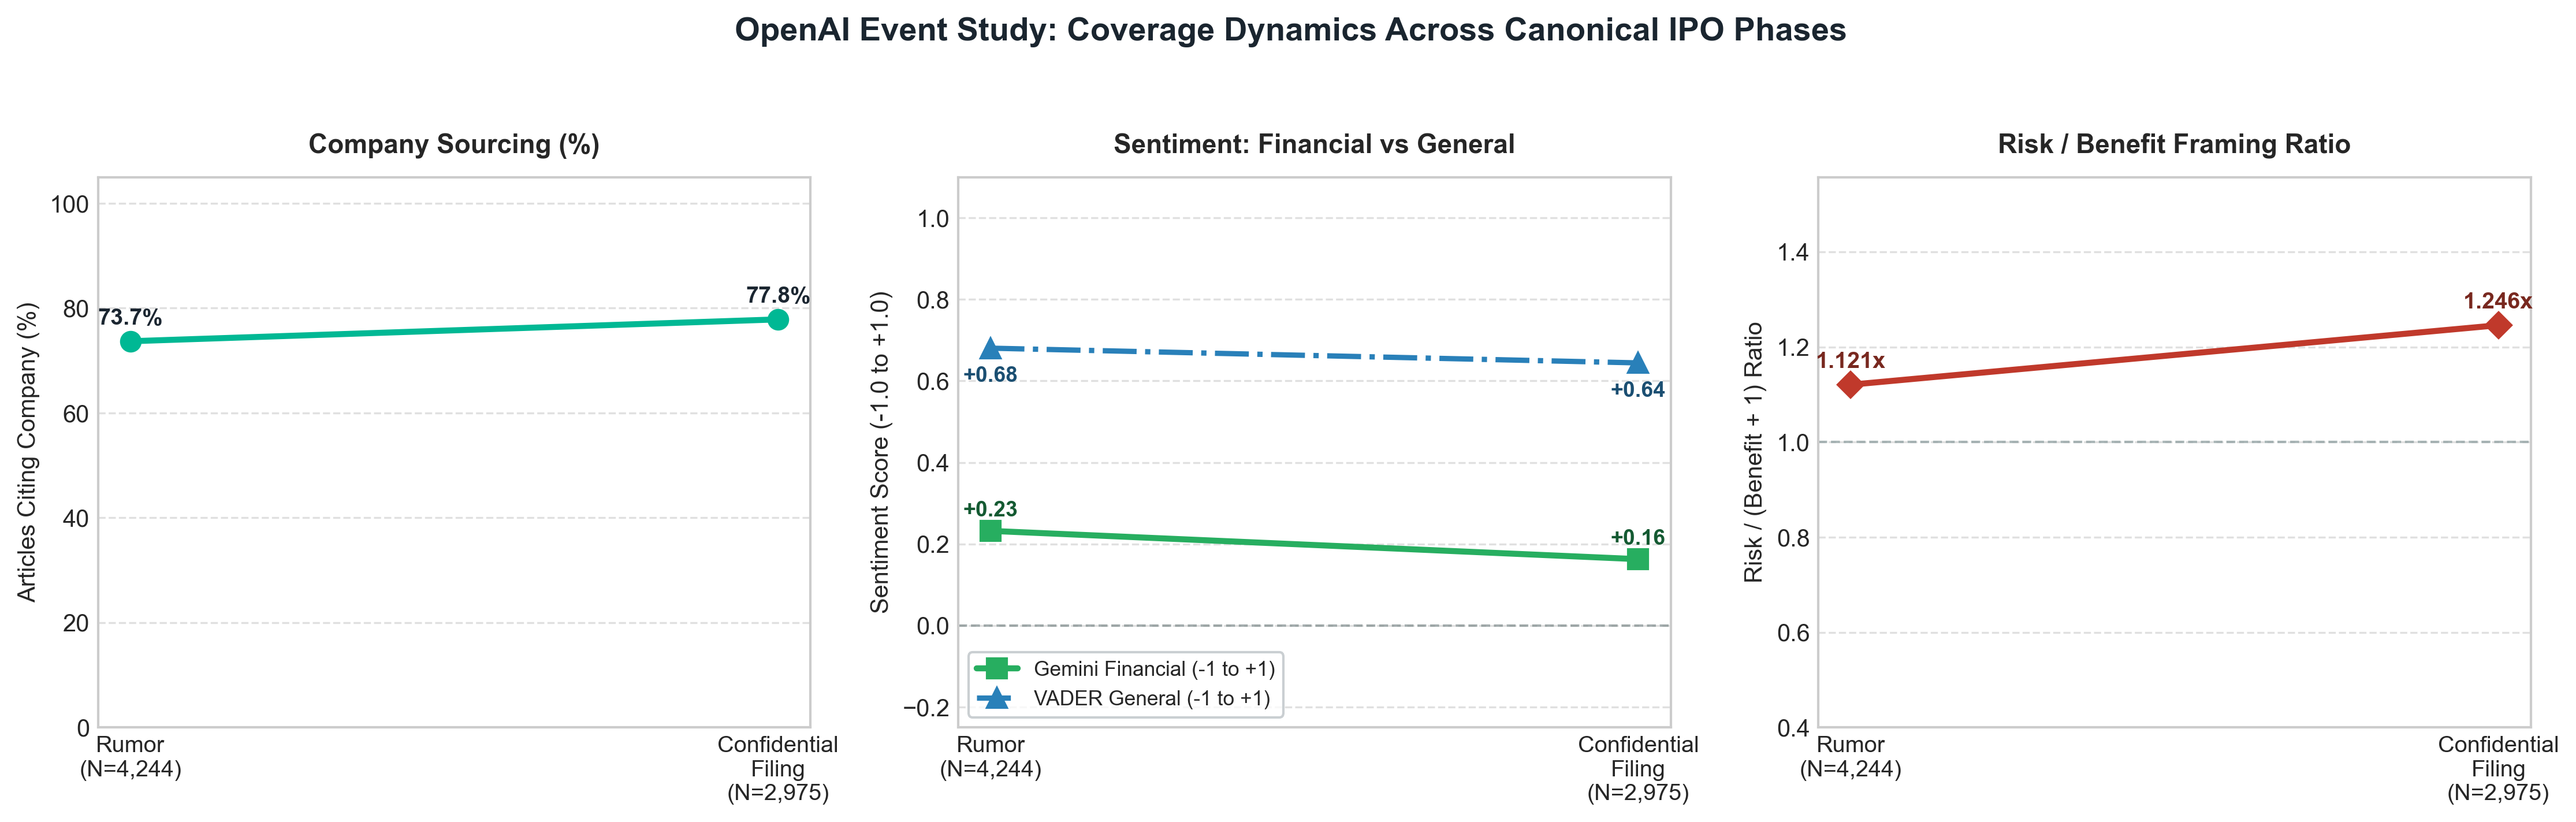 OpenAI Event Study: Coverage Dynamics Across Canonical IPO Phases
Company Sourcing (%)
Articles Citing Company (%)
100
80
60
40
20
0
73.7%
77.8%
Rumor
(N=4,244)
Confidential
Filing
(N=2,975)
Sentiment: Financial vs General
Sentiment Score (-1.0 to +1.0)
1.0
0.8
0.6
0.4
0.2
0.0
−0.2
+0.68
+0.64
+0.23
+0.16
Gemini Financial (-1 to +1)
VADER General (-1 to +1)
Rumor
(N=4,244)
Confidential
Filing
(N=2,975)
Risk / Benefit Framing Ratio
Risk / (Benefit + 1) Ratio
1.4
1.2
1.0
0.8
0.6
0.4
1.121x
1.246x
Rumor
(N=4,244)
Confidential
Filing
(N=2,975)